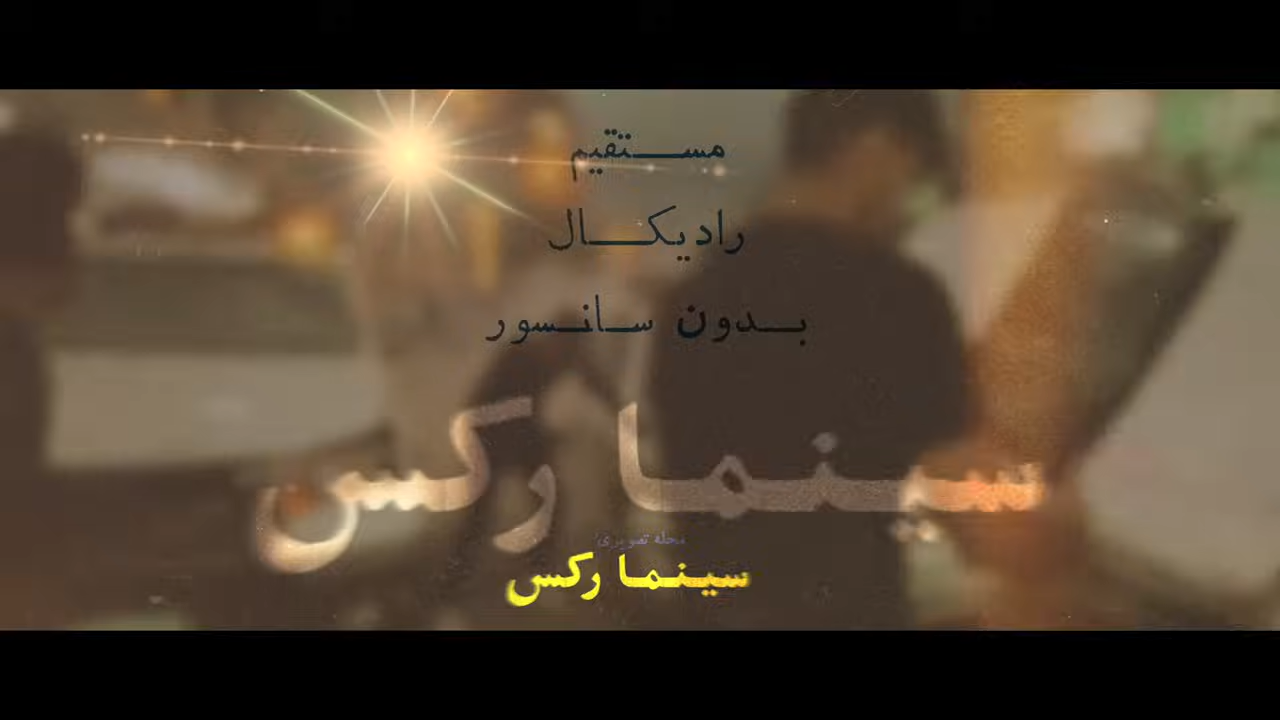 مستقیم
رادیکال
بدون سانسور
سینما رکس
مجله تصویری
سینما رکس